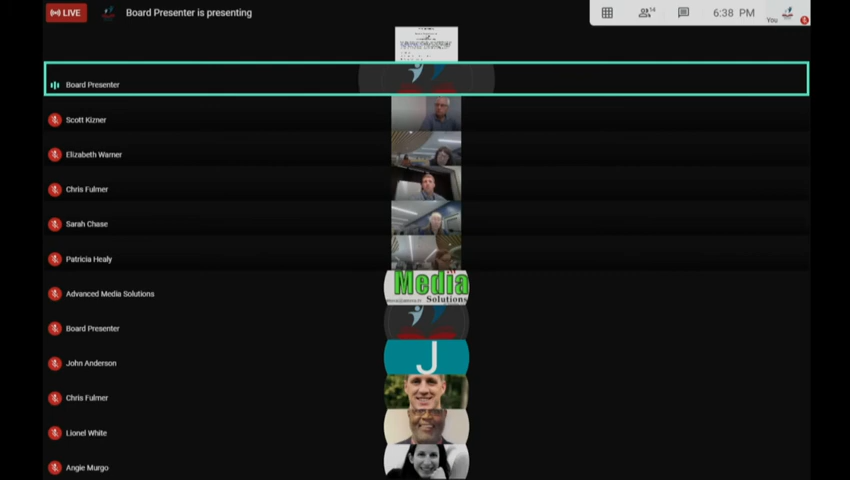 LIVE
Board Presenter is presenting
14
6:38 PM
You
Board Presenter
Scott Kizner
Elizabeth Warner
Chris Fulmer
Sarah Chase
Patricia Healy
Advanced Media Solutions
Media
Solutions
Board Presenter
John Anderson
J
Chris Fulmer
Lionel White
Angie Murgo